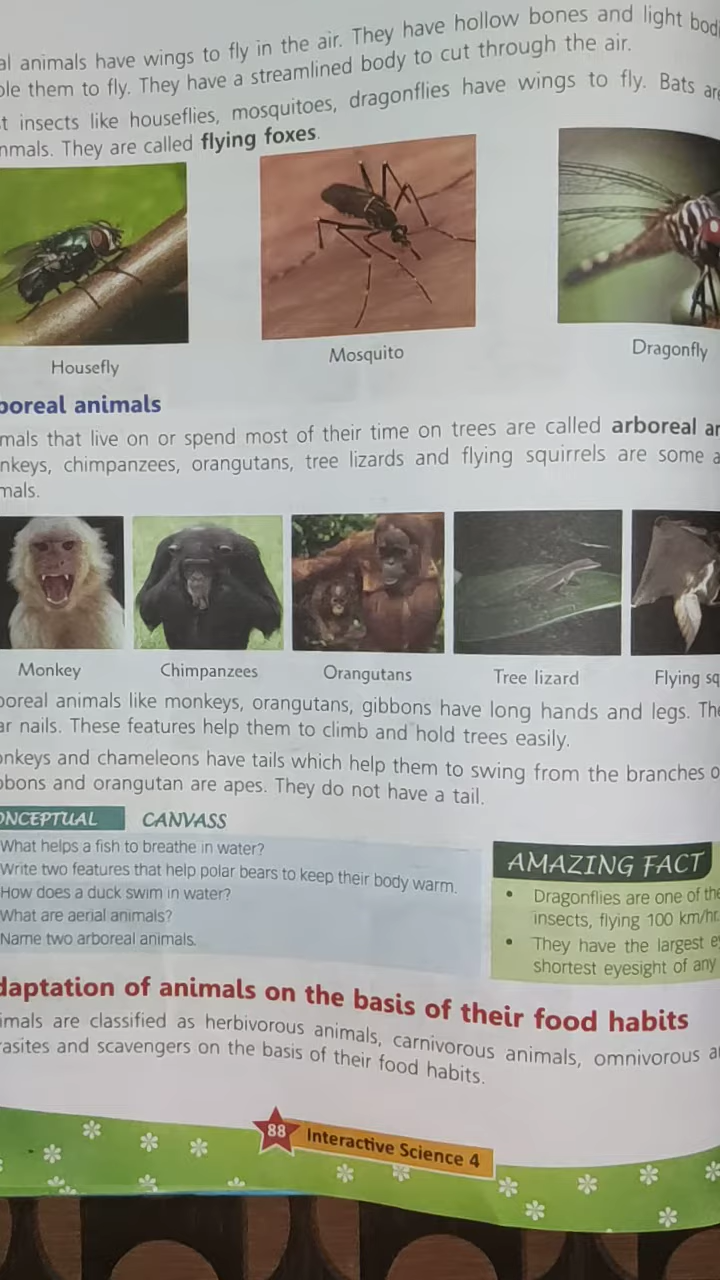 al animals have wings to fly in the air. They have hollow bones and light bod
ble them to fly. They have a streamlined body to cut through the air.
t insects like houseflies, mosquitoes, dragonflies have wings to fly. Bats are
mmals. They are called flying foxes.
Housefly
Mosquito
Dragonfly
boreal animals
mals that live on or spend most of their time on trees are called arboreal an
nkeys, chimpanzees, orangutans, tree lizards and flying squirrels are some a
mals.
Monkey
Chimpanzees
Orangutans
Tree lizard
Flying sq
boreal animals like monkeys, orangutans, gibbons have long hands and legs. The
ar nails. These features help them to climb and hold trees easily.
onkeys and chameleons have tails which help them to swing from the branches o
bbons and orangutan are apes. They do not have a tail.
ONCEPTUAL CANVASS
What helps a fish to breathe in water?
Write two features that help polar bears to keep their body warm.
How does a duck swim in water?
What are aerial animals?
Name two arboreal animals.
AMAZING FACT
• Dragonflies are one of the
insects, flying 100 km/hr.
• They have the largest ey
shortest eyesight of any
daptation of animals on the basis of their food habits
imals are classified as herbivorous animals, carnivorous animals, omnivorous a
rasites and scavengers on the basis of their food habits.
88 Interactive Science 4